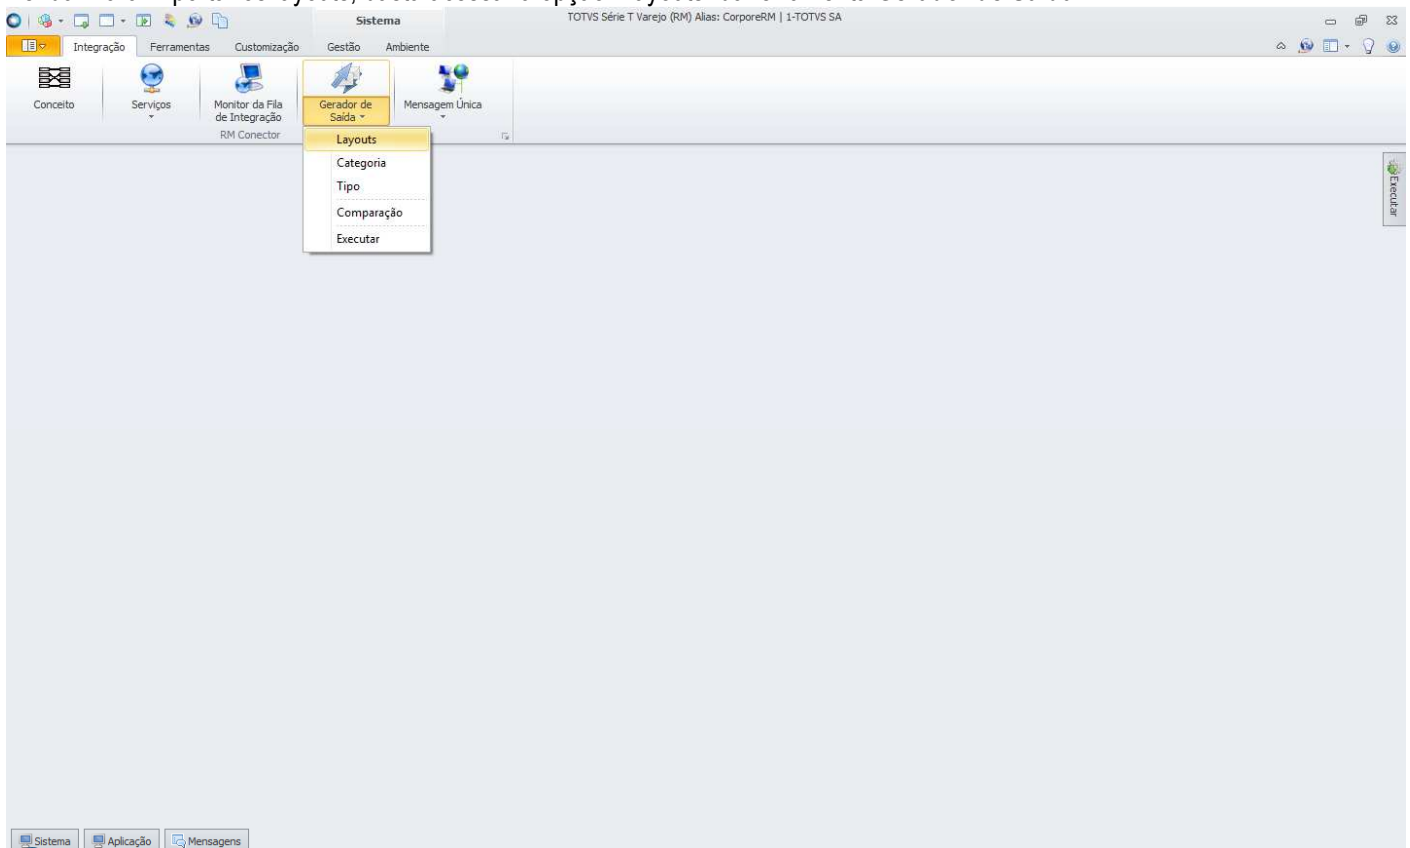 Sistema
TOTVS Série T Varejo (RM) Alias: CorporeRM | 1-TOTVS SA
Integração Ferramentas Customização Gestão Ambiente
Conceito Serviços Monitor da Fila Gerador de Mensagem Única
de Integração Saída
RM Conector
Layouts
Categoria
Tipo
Comparação
Executar
Executar
Sistema Aplicação Mensagens